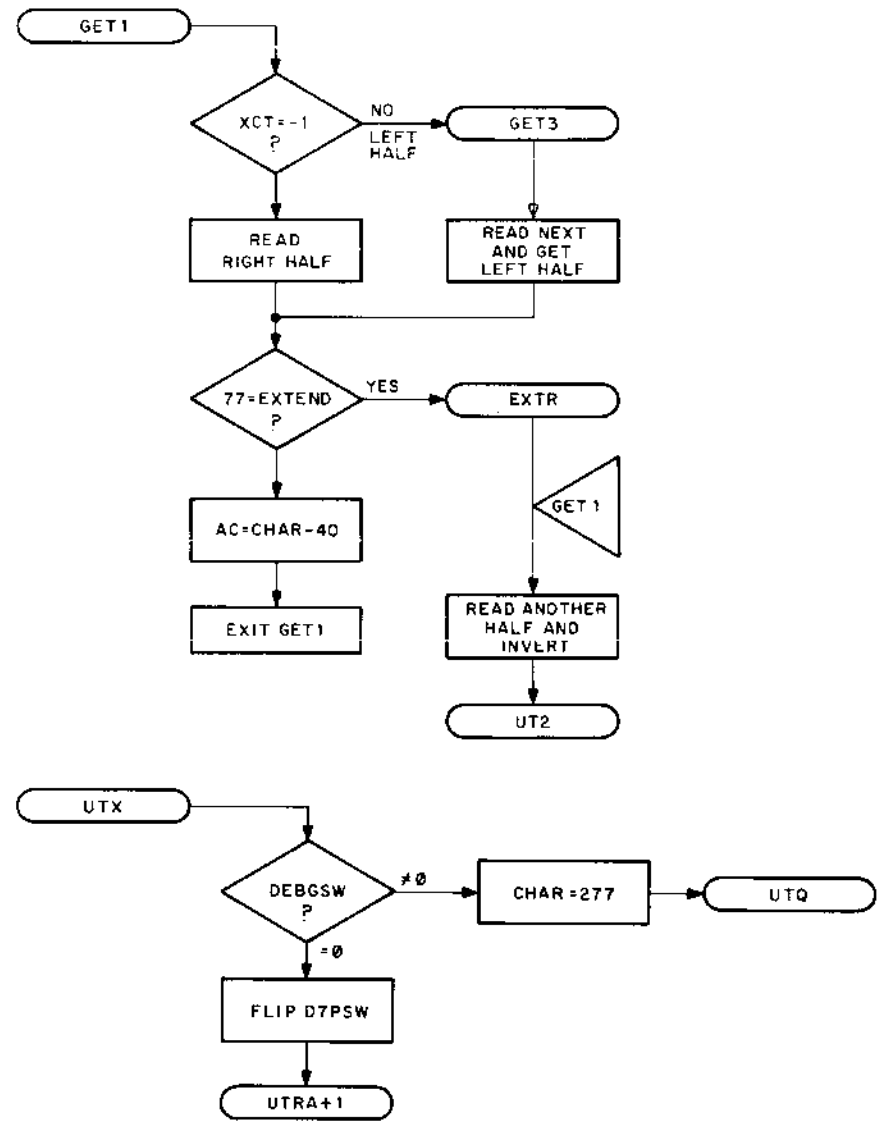 GET1
XCT=-1
?
NO
LEFT
HALF
GET3
READ
RIGHT HALF
READ NEXT
AND GET
LEFT HALF
77=EXTEND
?
YES
EXTR
GET 1
AC=CHAR-40
READ ANOTHER
HALF AND
INVERT
EXIT GET1
UT2
UTX
DEBGSW
?
≠Ø
CHAR=277
UTQ
=Ø
FLIP D7PSW
UTRA+1